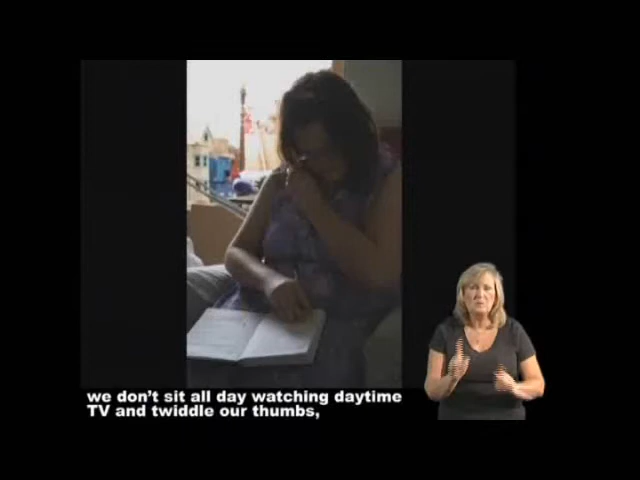 we don't sit all day watching daytime
TV and twiddle our thumbs,